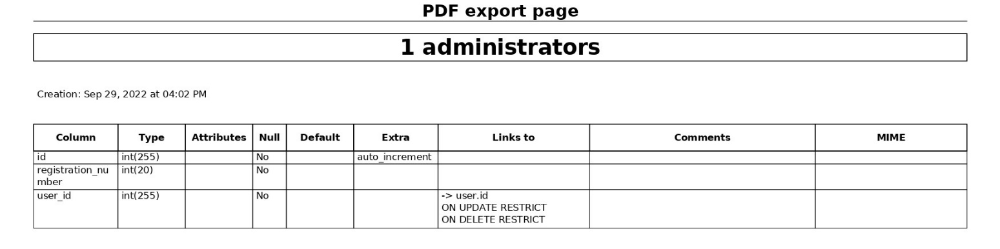 PDF export page
1 administrators
Creation: Sep 29, 2022 at 04:02 PM
Column Type Attributes Null Default Extra Links to Comments MIME
id int(255) No auto_increment
registration_nu int(20) No
mber
user_id int(255) No -> user.id
ON UPDATE RESTRICT
ON DELETE RESTRICT